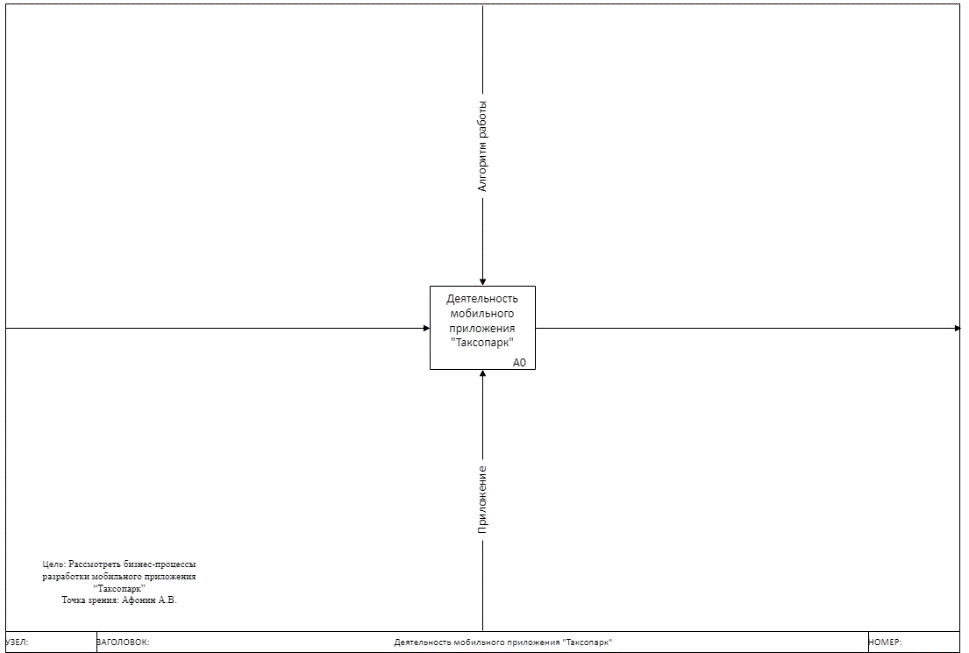 Алгоритм работы
Деятельность
мобильного
приложения
"Таксопарк"
A0
Приложение
Цель: Рассмотреть бизнес-процессы
разработки мобильного приложения
“Таксопарк”
Точка зрения: Афонин А.В.
УЗЕЛ:
ЗАГОЛОВОК:
Деятельность мобильного приложения "Таксопарк"
НОМЕР: